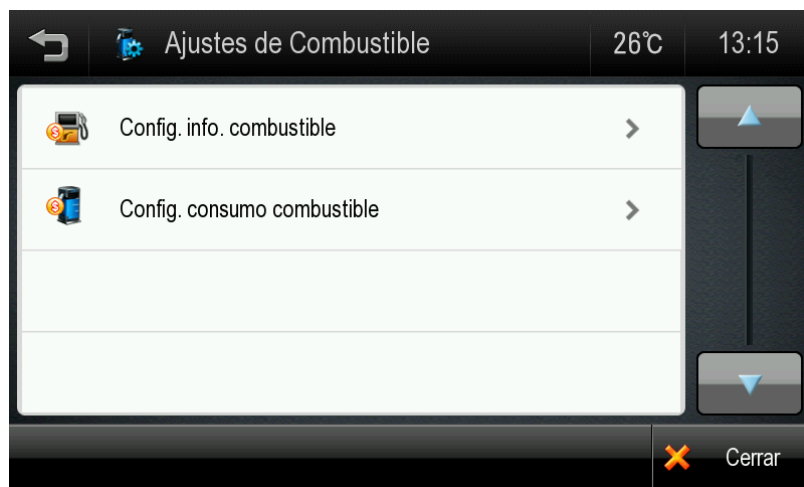 Ajustes de Combustible 26℃ 13:15
Config. info. combustible
Config. consumo combustible
Cerrar